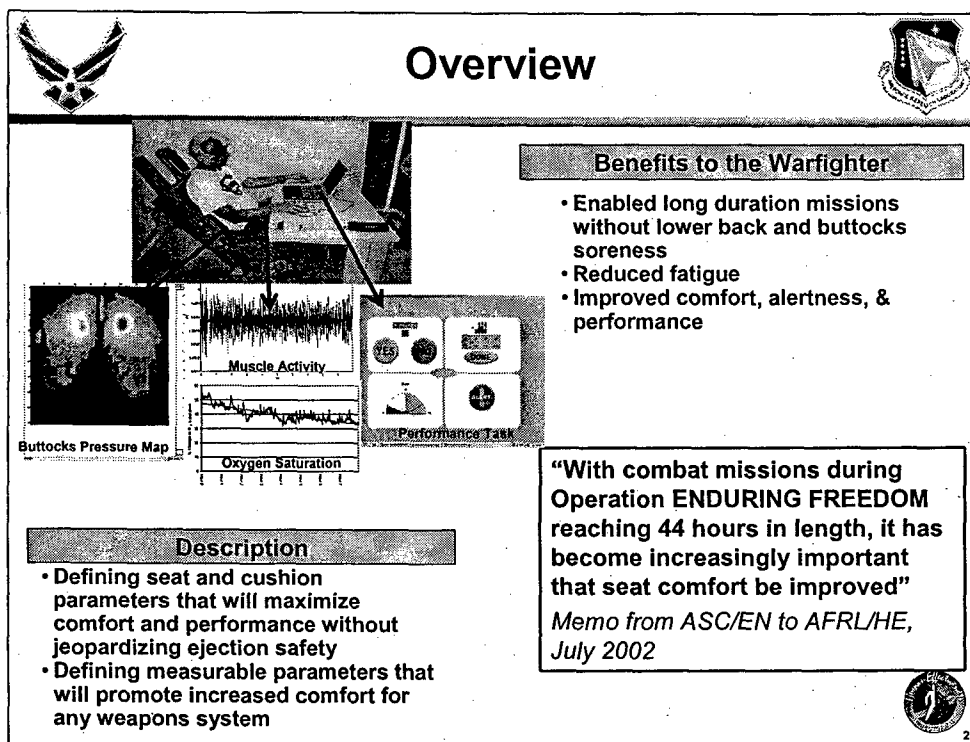 Overview
Benefits to the Warfighter
• Enabled long duration missions
without lower back and buttocks
soreness
• Reduced fatigue
• Improved comfort, alertness, &
performance
Muscle Activity
YES
NO
Buttocks Pressure Map
Performance Task
Oxygen Saturation
"With combat missions during
Operation ENDURING FREEDOM
reaching 44 hours in length, it has
become increasingly important
that seat comfort be improved"
Memo from ASC/EN to AFRL/HE,
July 2002
Description
• Defining seat and cushion
parameters that will maximize
comfort and performance without
jeopardizing ejection safety
• Defining measurable parameters that
will promote increased comfort for
any weapons system
2